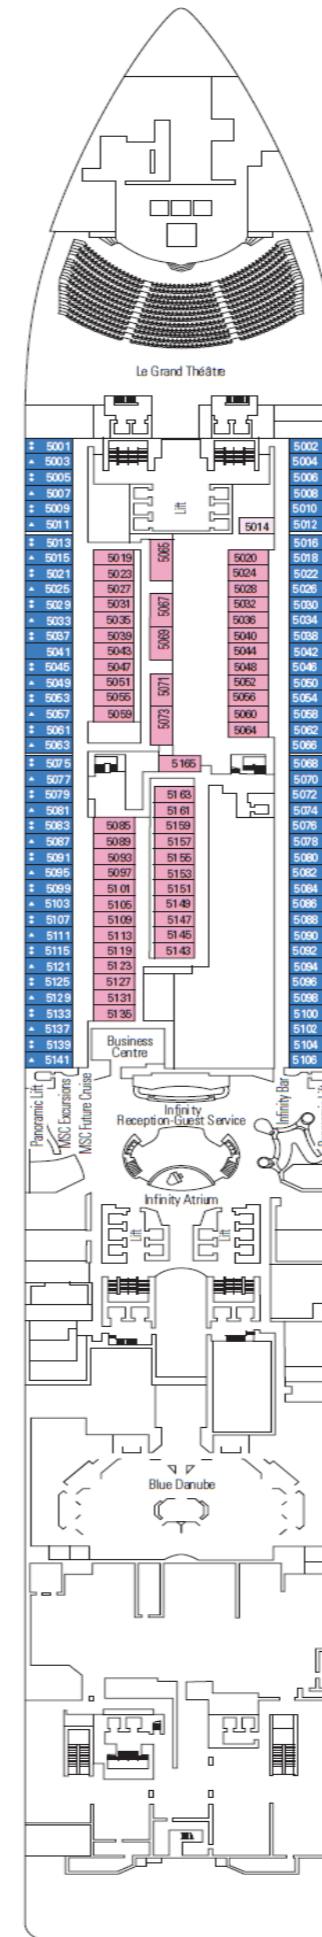 Le Grand Théâtre
Lift
5001 5002
5003 5004
5005 5006
5007 5008
5009 5010
5011 5014 5012
5013 5065 5016
5015 5019 5020 5018
5021 5023 5024 5022
5025 5027 5028 5026
5029 5031 5067 5032 5030
5033 5035 5036 5034
5037 5039 5069 5040 5038
5041 5043 5044 5042
5045 5047 5048 5046
5049 5051 5071 5052 5050
5053 5055 5056 5054
5057 5059 5073 5060 5058
5061 5064 5062
5063 5066
5075 5165 5068
5077 5070
5079 5163 5072
5081 5161 5074
5083 5085 5159 5076
5087 5089 5157 5078
5091 5093 5155 5080
5095 5097 5153 5082
5099 5101 5151 5084
5103 5105 5149 5086
5107 5109 5147 5088
5111 5113 5145 5090
5115 5119 5143 5092
5121 5123 5094
5125 5127 5096
5129 5131 5098
5133 5135 5100
5137 5102
5139 5104
5141 5106
Business
Centre
Panoramic Lift
MSC Excursions
MSC Future Cruise
Infinity
Reception-Guest Service
Infinity Bar
Infinity Atrium
Lift Lift
Blue Danube